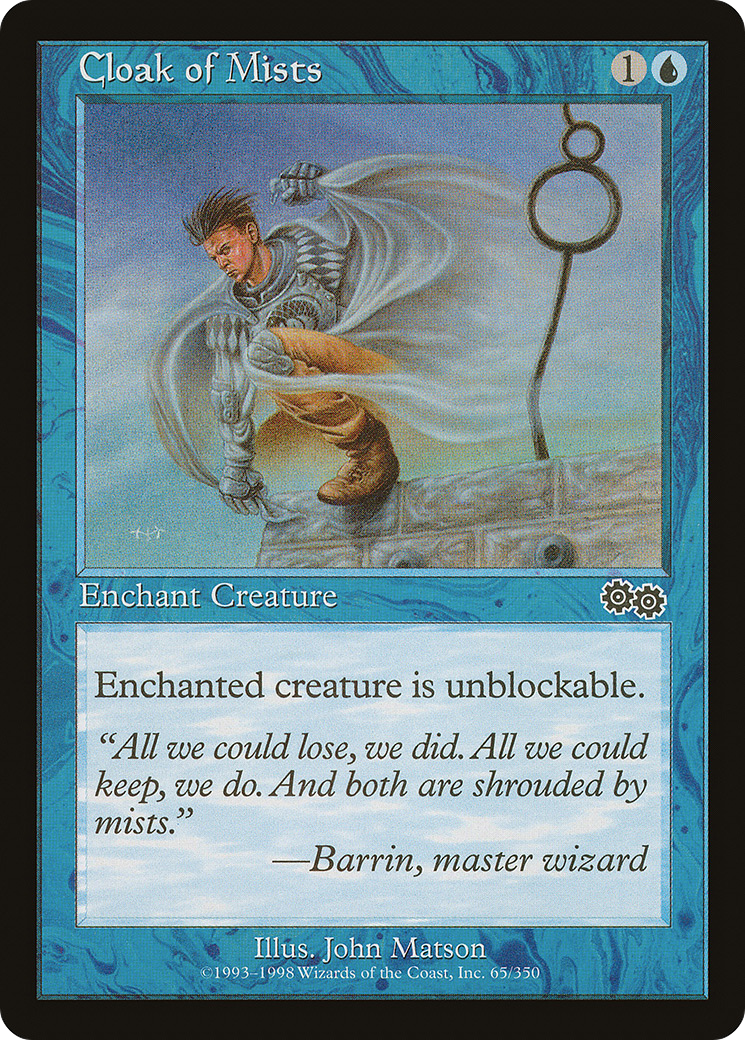 Cloak of Mists
1
Enchant Creature
Enchanted creature is unblockable.
“All we could lose, we did. All we could
keep, we do. And both are shrouded by
mists.”
—Barrin, master wizard
Illus. John Matson
©1993–1998 Wizards of the Coast, Inc. 65/350